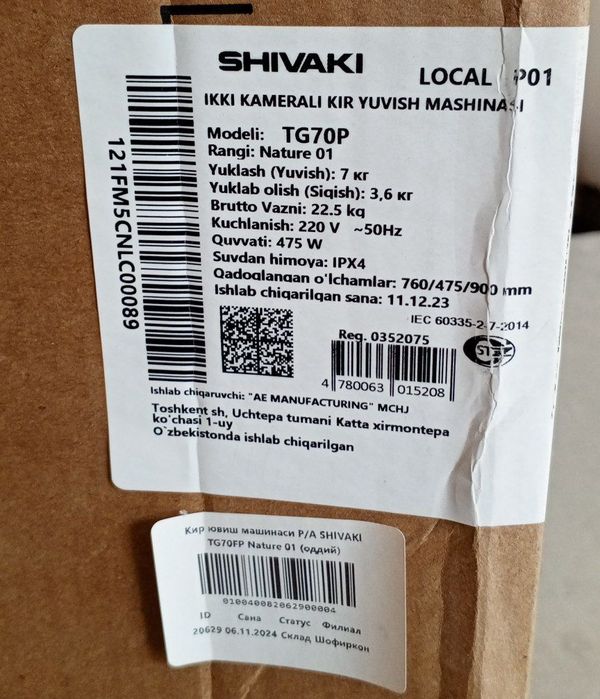 SHIVAKI
LOCAL P01
IKKI KAMERALI KIR YUVISH MASHINASI
Modeli: TG70P
Rangi: Nature 01
Yuklash (Yuvish): 7 кг
Yuklab olish (Siqish): 3,6 кг
Brutto Vazni: 22.5 kg
Kuchlanish: 220 V ~50Hz
Quvvati: 475 W
Suvdan himoya: IPX4
Qadoqlangan o'lchamlar: 760/475/900 mm
Ishlab chiqarilgan sana: 11.12.23
IEC 60335-2-7-2014
Reg. 0352075
4 780063 015208
121FM5CNLC00089
Ishlab chiqaruvchi: "AE MANUFACTURING" MCHJ
Toshkent sh, Uchtepa tumani Katta xirmontepa
ko'chasi 1-uy
O`zbekistonda ishlab chiqarilgan
Кир ювиш машинаси P/A SHIVAKI
TG70FP Nature 01 (оддий)
010040082062900004
ID Сана Статус Филиал
20629 06.11.2024 Склад Шофиркон